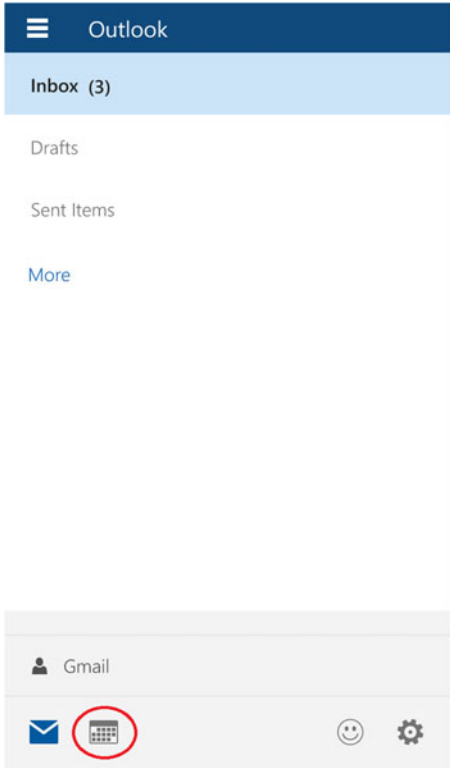 Outlook
Inbox (3)
Drafts
Sent Items
More
Gmail